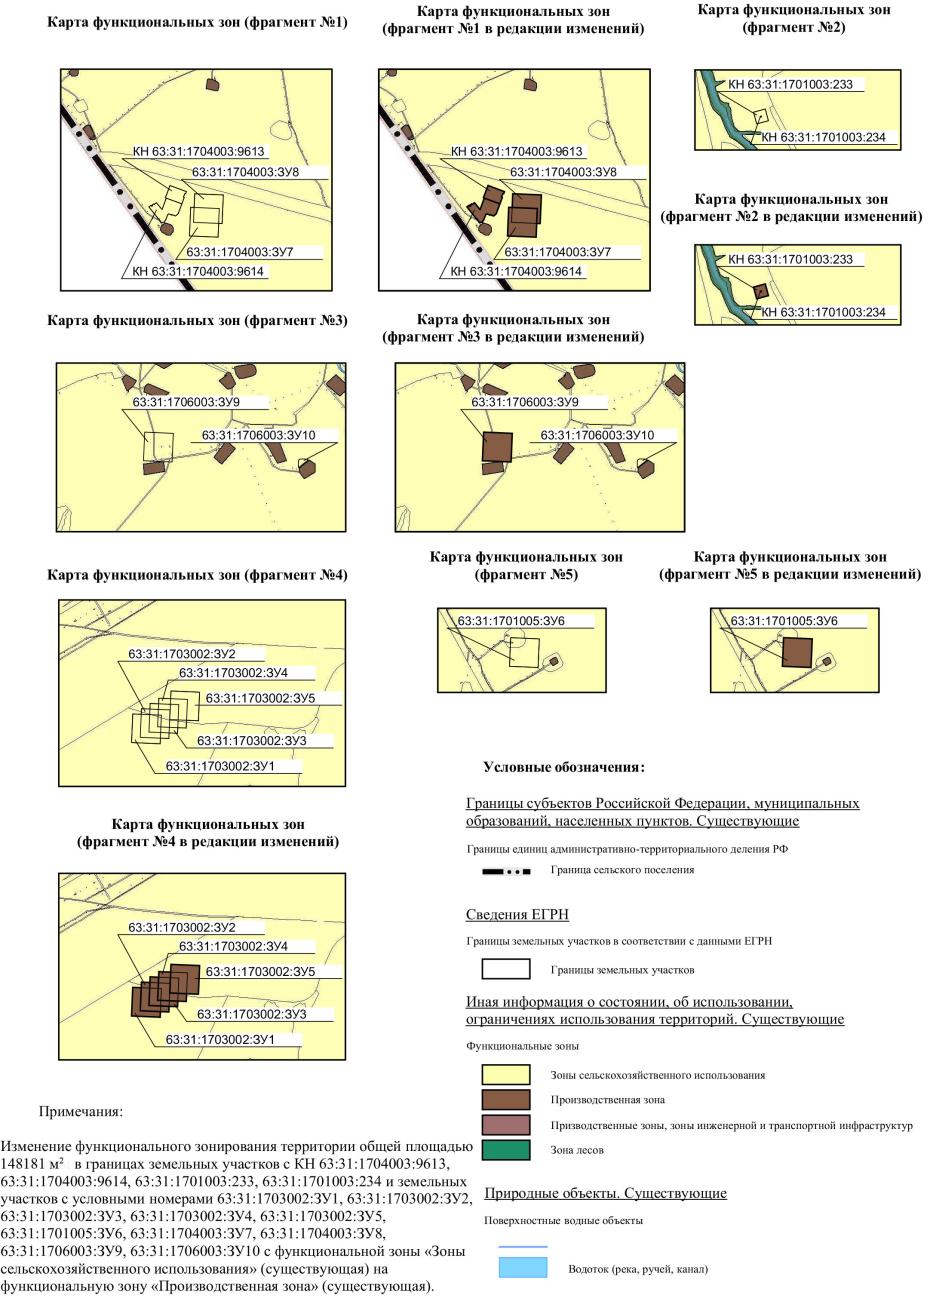 Карта функциональных зон (фрагмент №1)
Карта функциональных зон
(фрагмент №1 в редакции изменений)
Карта функциональных зон
(фрагмент №2)
КН 63:31:1704003:9613
63:31:1704003:ЗУ8
63:31:1704003:ЗУ7
КН 63:31:1704003:9614
КН 63:31:1704003:9613
63:31:1704003:ЗУ8
63:31:1704003:ЗУ7
КН 63:31:1704003:9614
КН 63:31:1701003:233
КН 63:31:1701003:234
Карта функциональных зон
(фрагмент №2 в редакции изменений)
КН 63:31:1701003:233
КН 63:31:1701003:234
Карта функциональных зон (фрагмент №3)
Карта функциональных зон
(фрагмент №3 в редакции изменений)
63:31:1706003:ЗУ9
63:31:1706003:ЗУ10
63:31:1706003:ЗУ9
63:31:1706003:ЗУ10
Карта функциональных зон (фрагмент №4)
Карта функциональных зон
(фрагмент №5)
Карта функциональных зон
(фрагмент №5 в редакции изменений)
63:31:1703002:ЗУ2
63:31:1703002:ЗУ4
63:31:1703002:ЗУ5
63:31:1703002:ЗУ3
63:31:1703002:ЗУ1
63:31:1701005:ЗУ6
63:31:1701005:ЗУ6
Карта функциональных зон
(фрагмент №4 в редакции изменений)
63:31:1703002:ЗУ2
63:31:1703002:ЗУ4
63:31:1703002:ЗУ5
63:31:1703002:ЗУ3
63:31:1703002:ЗУ1
Условные обозначения:
Границы субъектов Российской Федерации, муниципальных
образований, населенных пунктов. Существующие
Границы единиц административно-территориального деления РФ
Граница сельского поселения
Сведения ЕГРН
Границы земельных участков в соответствии с данными ЕГРН
Границы земельных участков
Иная информация о состоянии, об использовании,
ограничениях использования территорий. Существующие
Функциональные зоны
Зоны сельскохозяйственного использования
Производственная зона
Призводственные зоны, зоны инженерной и транспортной инфраструктур
Зона лесов
Природные объекты. Существующие
Поверхностные водные объекты
Водоток (река, ручей, канал)
Примечания:
Изменение функционального зонирования территории общей площадью
148181 м² в границах земельных участков с КН 63:31:1704003:9613,
63:31:1704003:9614, 63:31:1701003:233, 63:31:1701003:234 и земельных
участков с условными номерами 63:31:1703002:ЗУ1, 63:31:1703002:ЗУ2,
63:31:1703002:ЗУ3, 63:31:1703002:ЗУ4, 63:31:1703002:ЗУ5,
63:31:1701005:ЗУ6, 63:31:1704003:ЗУ7, 63:31:1704003:ЗУ8,
63:31:1706003:ЗУ9, 63:31:1706003:ЗУ10 с функциональной зоны «Зоны
сельскохозяйственного использования» (существующая) на
функциональную зону «Производственная зона» (существующая).